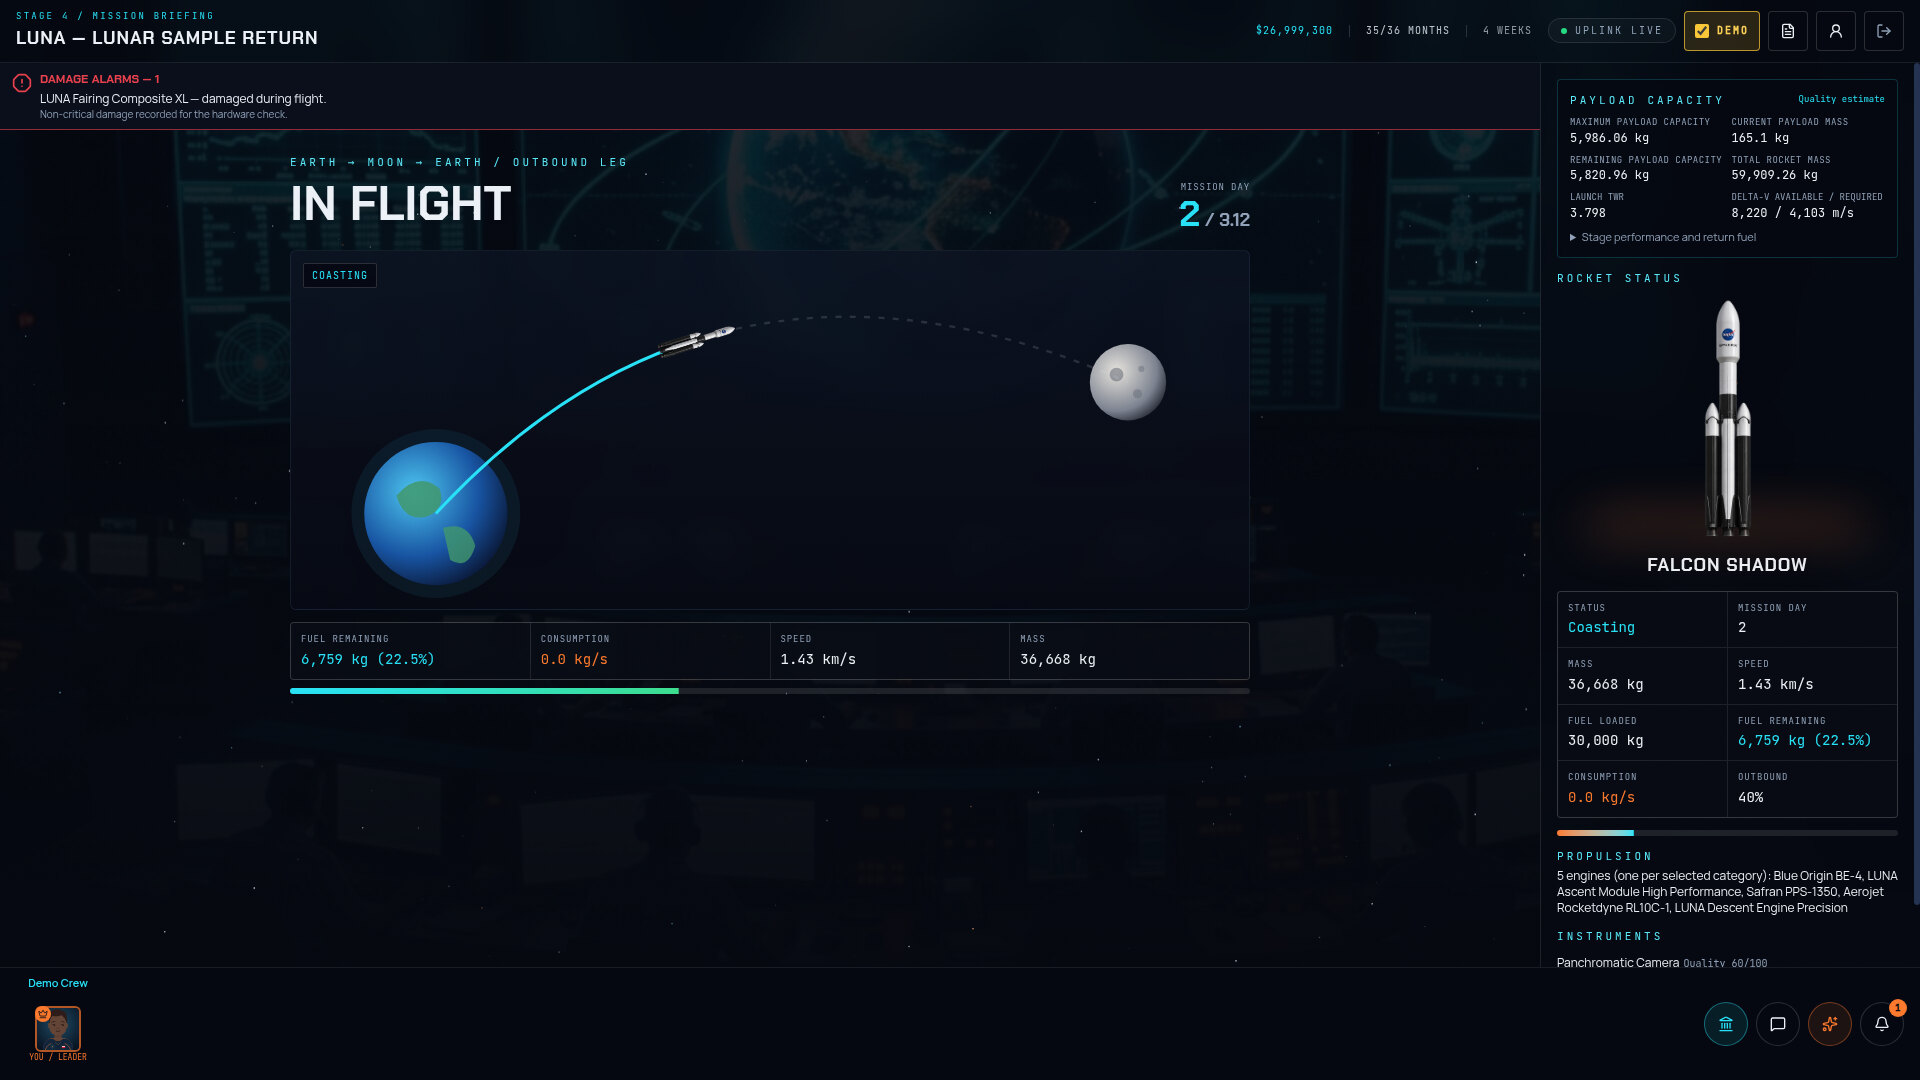 STAGE 4 / MISSION BRIEFING
LUNA — LUNAR SAMPLE RETURN
$26,999,300
35/36 MONTHS
4 WEEKS
UPLINK LIVE
DEMO
DAMAGE ALARMS — 1
LUNA Fairing Composite XL — damaged during flight.
Non-critical damage recorded for the hardware check.
EARTH → MOON → EARTH / OUTBOUND LEG
IN FLIGHT
MISSION DAY
2 / 3.12
COASTING
FUEL REMAINING
6,759 kg (22.5%)
CONSUMPTION
0.0 kg/s
SPEED
1.43 km/s
MASS
36,668 kg
PAYLOAD CAPACITY
Quality estimate
MAXIMUM PAYLOAD CAPACITY
5,986.06 kg
CURRENT PAYLOAD MASS
165.1 kg
REMAINING PAYLOAD CAPACITY
5,820.96 kg
TOTAL ROCKET MASS
59,909.26 kg
LAUNCH TWR
3.798
DELTA-V AVAILABLE / REQUIRED
8,220 / 4,103 m/s
Stage performance and return fuel
ROCKET STATUS
FALCON SHADOW
STATUS
Coasting
MISSION DAY
2
MASS
36,668 kg
SPEED
1.43 km/s
FUEL LOADED
30,000 kg
FUEL REMAINING
6,759 kg (22.5%)
CONSUMPTION
0.0 kg/s
OUTBOUND
40%
PROPULSION
5 engines (one per selected category): Blue Origin BE-4, LUNA
Ascent Module High Performance, Safran PPS-1350, Aerojet
Rocketdyne RL10C-1, LUNA Descent Engine Precision
INSTRUMENTS
Panchromatic Camera Quality 60/100
Demo Crew
YOU / LEADER
1